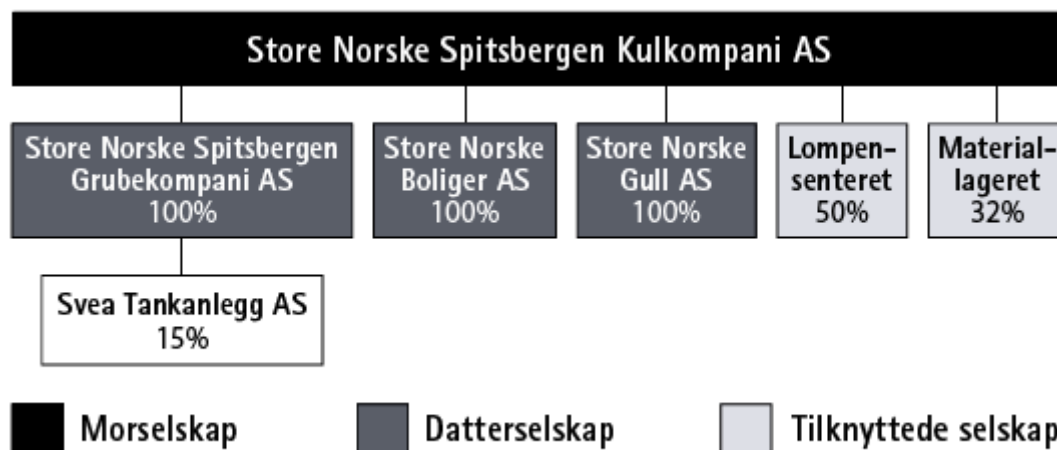 Store Norske Spitsbergen Kulkompani AS
Store Norske Spitsbergen
Grubekompani AS
100%
Store Norske
Boliger AS
100%
Store Norske
Gull AS
100%
Lompen-
senteret
50%
Material-
lageret
32%
Svea Tankanlegg AS
15%
Morselskap
Datterselskap
Tilknyttede selskap